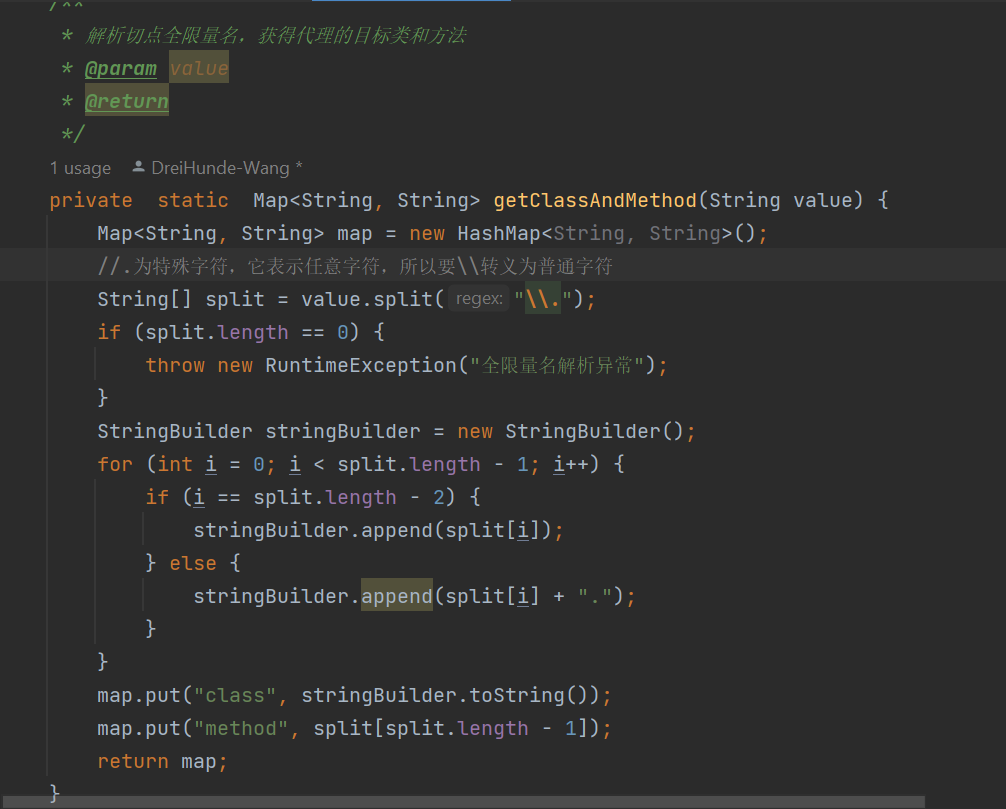 /**
* 解析切点全限量名，获得代理的目标类和方法
* @param value
* @return
*/
1 usage DreiHunde-Wang *
private static Map<String, String> getClassAndMethod(String value) {
Map<String, String> map = new HashMap<String, String>();
//.为特殊字符，它表示任意字符，所以要\\转义为普通字符
String[] split = value.split( regex: "\\.");
if (split.length == 0) {
throw new RuntimeException("全限量名解析异常");
}
StringBuilder stringBuilder = new StringBuilder();
for (int i = 0; i < split.length - 1; i++) {
if (i == split.length - 2) {
stringBuilder.append(split[i]);
} else {
stringBuilder.append(split[i] + ".");
}
}
map.put("class", stringBuilder.toString());
map.put("method", split[split.length - 1]);
return map;
}